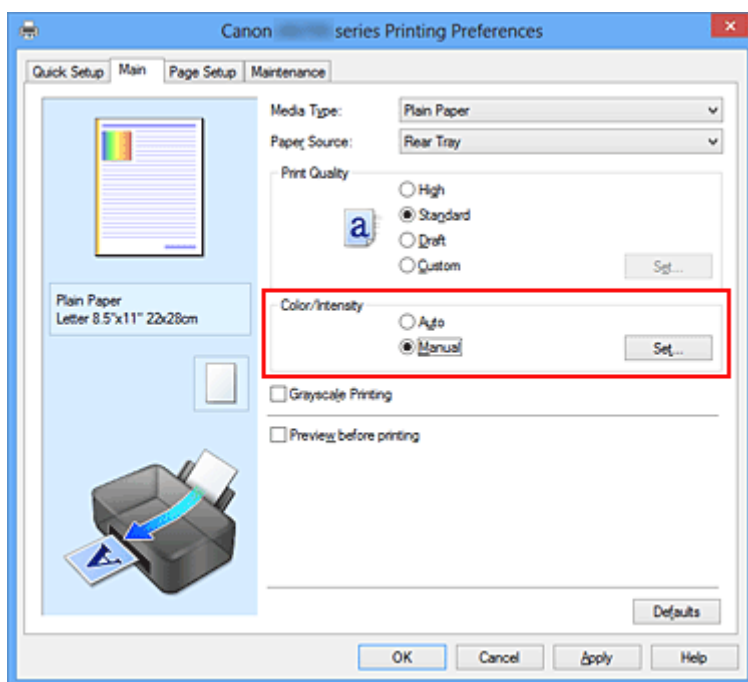 Canon series Printing Preferences
Quick Setup Main Page Setup Maintenance
Media Type: Plain Paper
Paper Source: Rear Tray
Print Quality
High
Standard
Draft
Custom
Set...
a
Plain Paper
Letter 8.5"x11" 22x28cm
Color/Intensity
Auto
Manual
Set...
Grayscale Printing
Preview before printing
A
Defaults
OK Cancel Apply Help